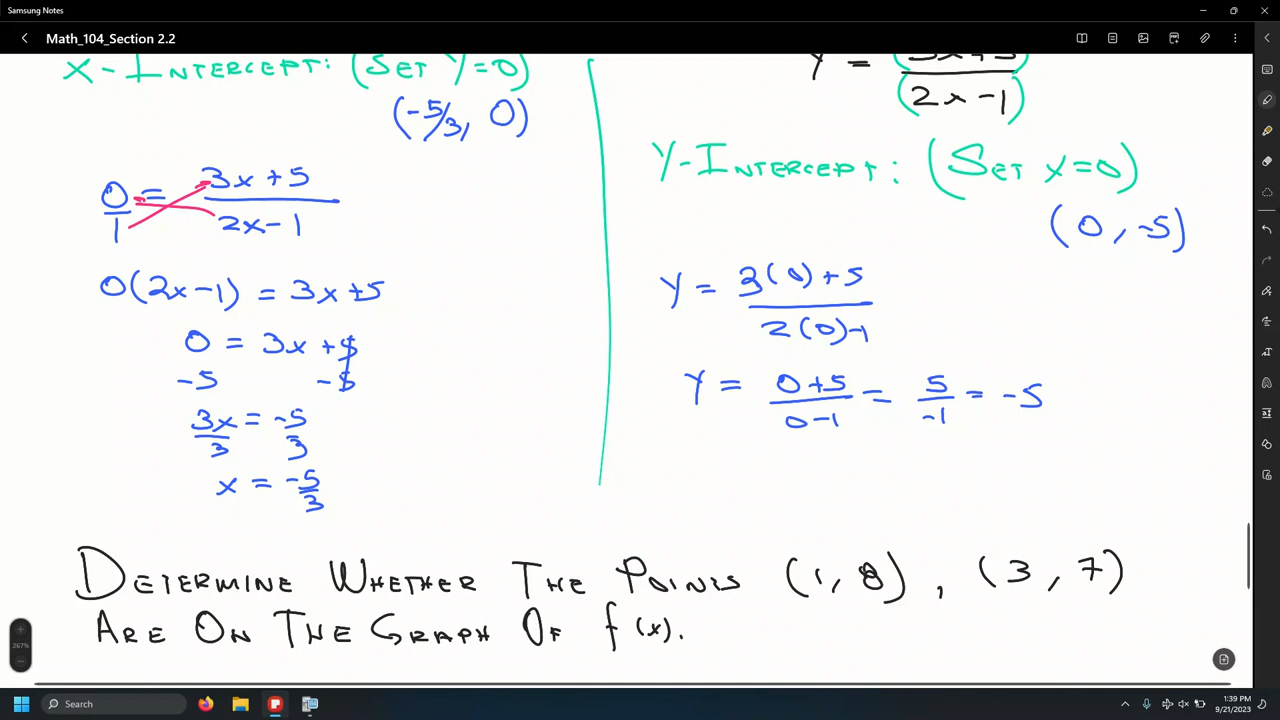 Samsung Notes
Math_104_Section 2.2
X-INTERCEPT: (SET Y=0)
(-5/3, 0)
0/1 = 3x+5/2x-1
0(2x-1) = 3x+5
0 = 3x+5
-5 -5
3x/3 = -5/3
x = -5/3
Y = (3x+5)/(2x-1)
Y-INTERCEPT: (SET X=0)
(0, -5)
Y = 3(0)+5/2(0)-1
Y = 0+5/0-1 = 5/-1 = -5
DETERMINE WHETHER THE POINTS (1, 8), (3, 7)
ARE ON THE GRAPH OF f(x).
267%
Search
1:39 PM
9/21/2023